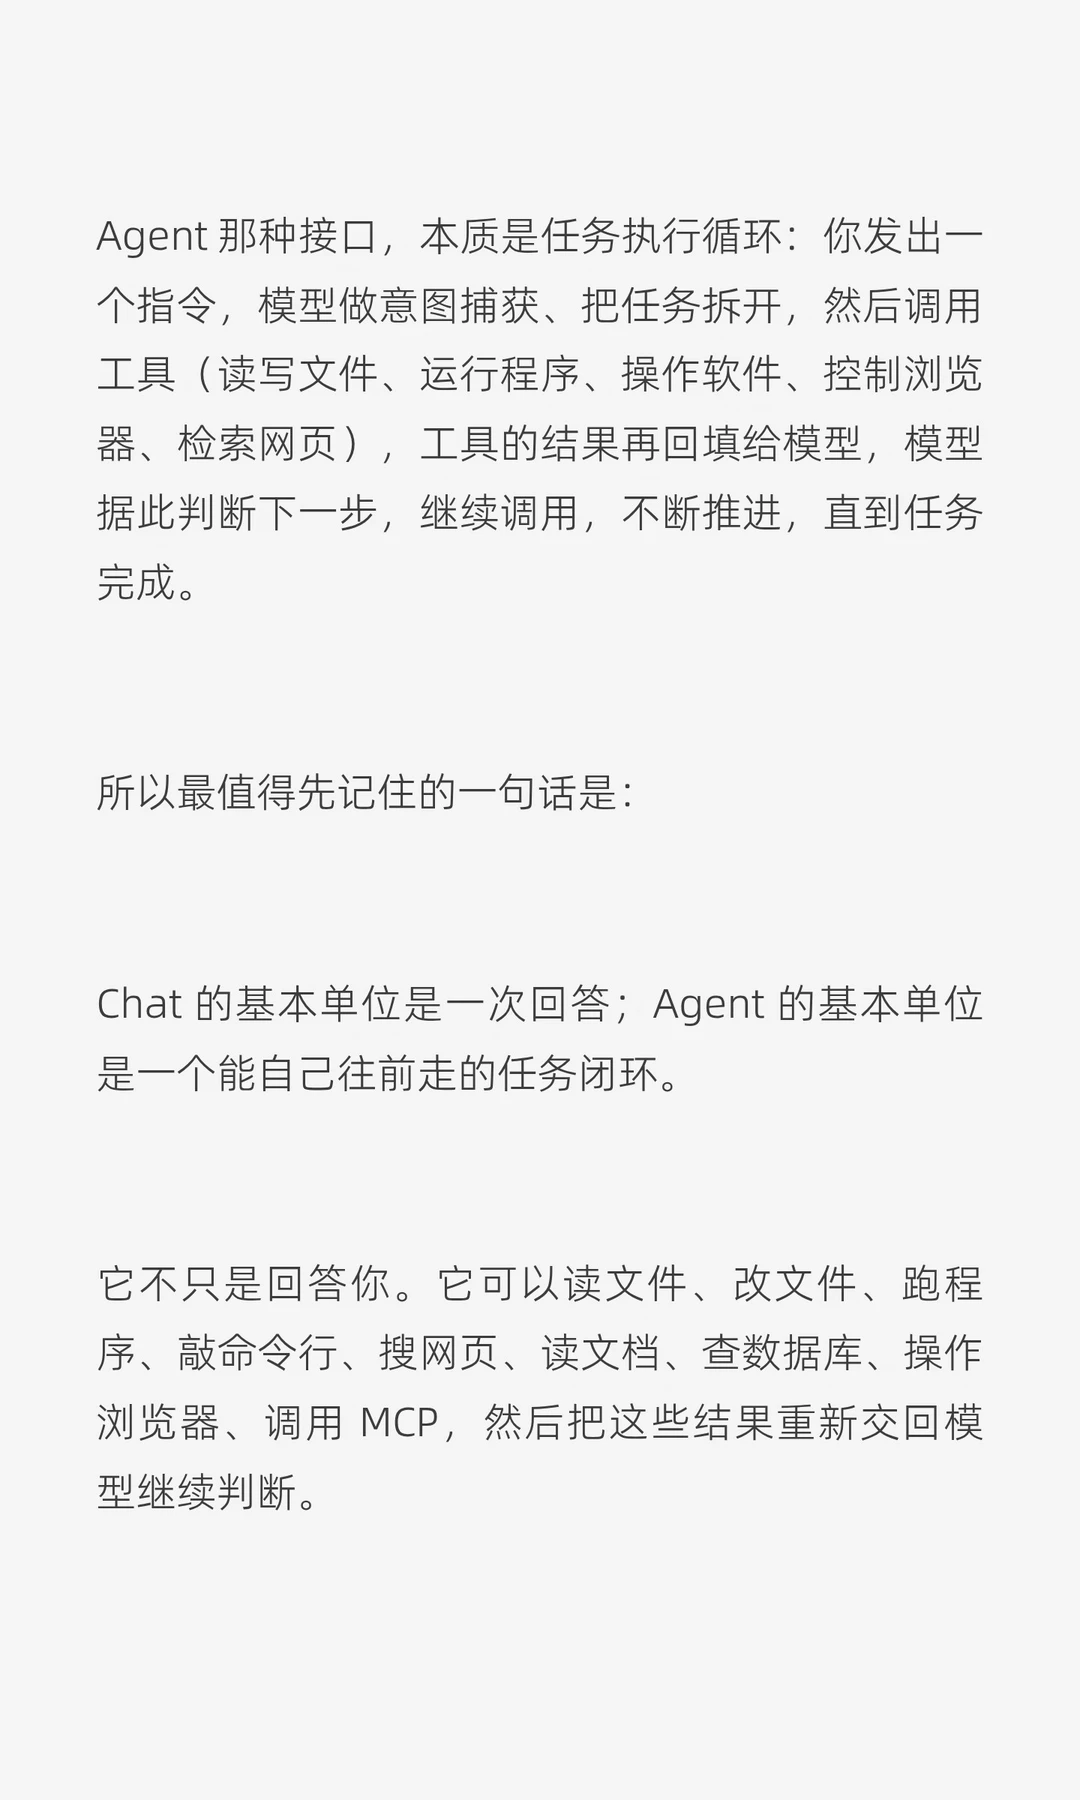 Agent 那种接口，本质是任务执行循环：你发出一
个指令，模型做意图捕获、把任务拆开，然后调用
工具（读写文件、运行程序、操作软件、控制浏览
器、检索网页），工具的结果再回填给模型，模型
据此判断下一步，继续调用，不断推进，直到任务
完成。
所以最值得先记住的一句话是：
Chat 的基本单位是一次回答；Agent 的基本单位
是一个能自己往前走的任务闭环。
它不只是回答你。它可以读文件、改文件、跑程
序、敲命令行、搜网页、读文档、查数据库、操作
浏览器、调用 MCP，然后把这些结果重新交回模
型继续判断。